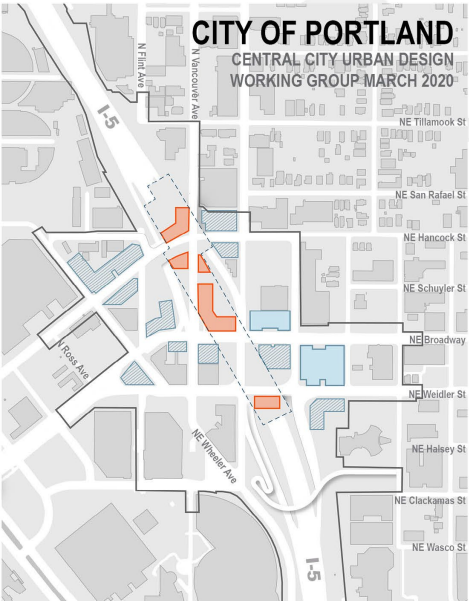 CITY OF PORTLAND
CENTRAL CITY URBAN DESIGN
WORKING GROUP MARCH 2020
N Flint Ave
N Vancouver Ave
I-5
NE Tillamook St
NE San Rafael St
NE Hancock St
NE Schuyler St
NE Broadway
N Ross Ave
NE Weidler St
NE Wheeler Ave
NE Halsey St
NE Clackamas St
NE Wasco St
I-5